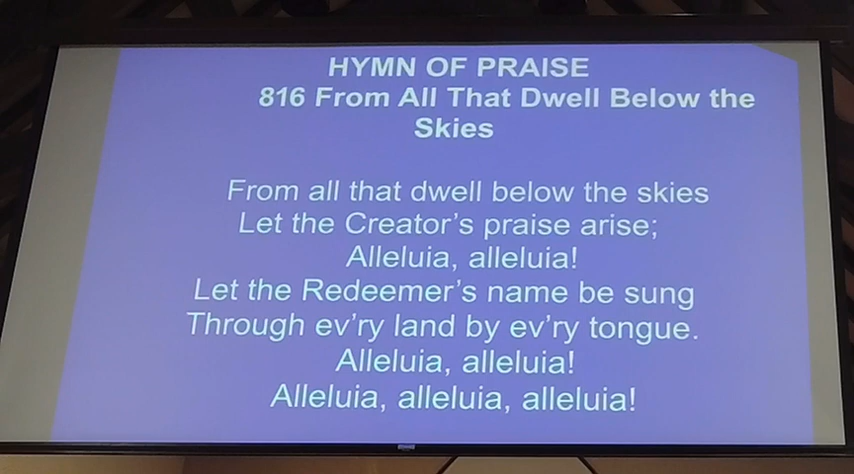 HYMN OF PRAISE
816 From All That Dwell Below the
Skies
From all that dwell below the skies
Let the Creator's praise arise;
Alleluia, alleluia!
Let the Redeemer's name be sung
Through ev'ry land by ev'ry tongue.
Alleluia, alleluia!
Alleluia, alleluia, alleluia!